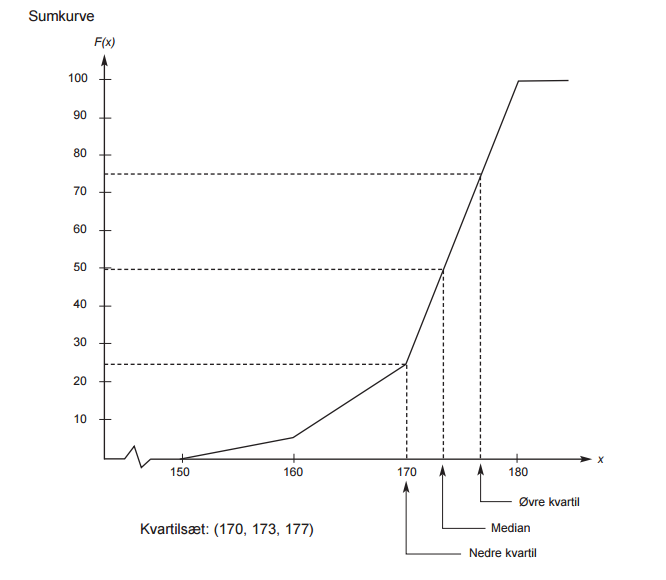 Sumkurve
F(x)
100
90
80
70
60
50
40
30
20
10
150 160 170 180 x
Øvre kvartil
Median
Nedre kvartil
Kvartilsæt: (170, 173, 177)